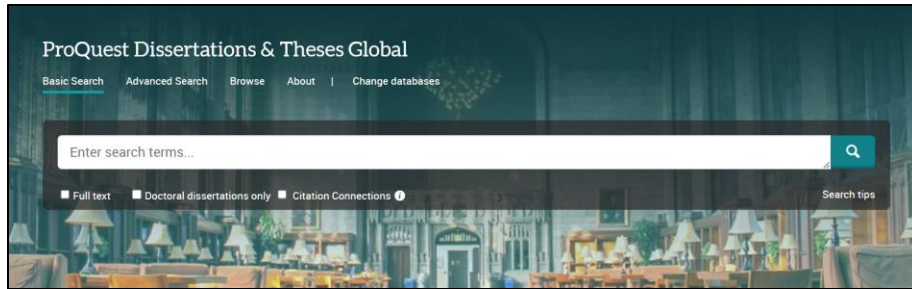 ProQuest Dissertations & Theses Global
Basic Search Advanced Search Browse About | Change databases
Enter search terms...
Full text Doctoral dissertations only Citation Connections i
Search tips